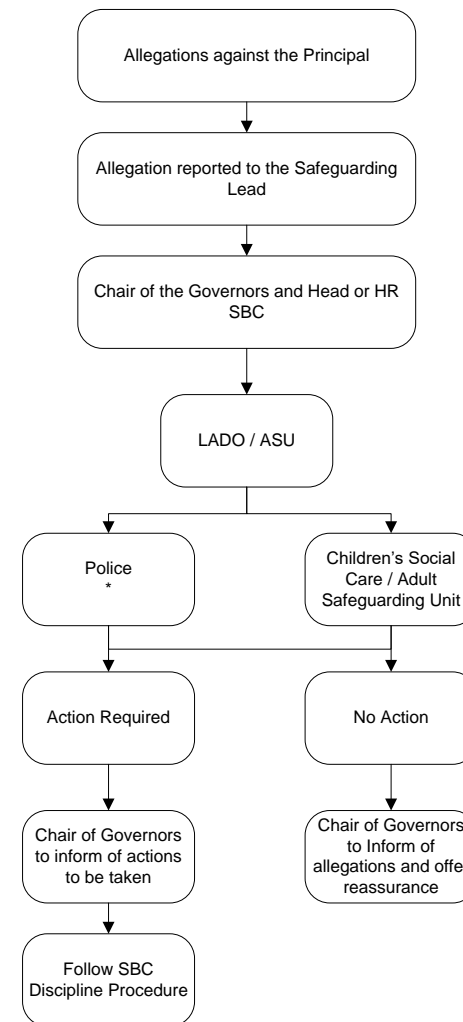 Allegations against the Principal
Allegation reported to the Safeguarding
Lead
Chair of the Governors and Head or HR
SBC
LADO / ASU
Police
*
Children's Social
Care / Adult
Safeguarding Unit
Action Required
No Action
Chair of Governors
to inform of actions
to be taken
Chair of Governors
to Inform of
allegations and offe
reassurance
Follow SBC
Discipline Procedure